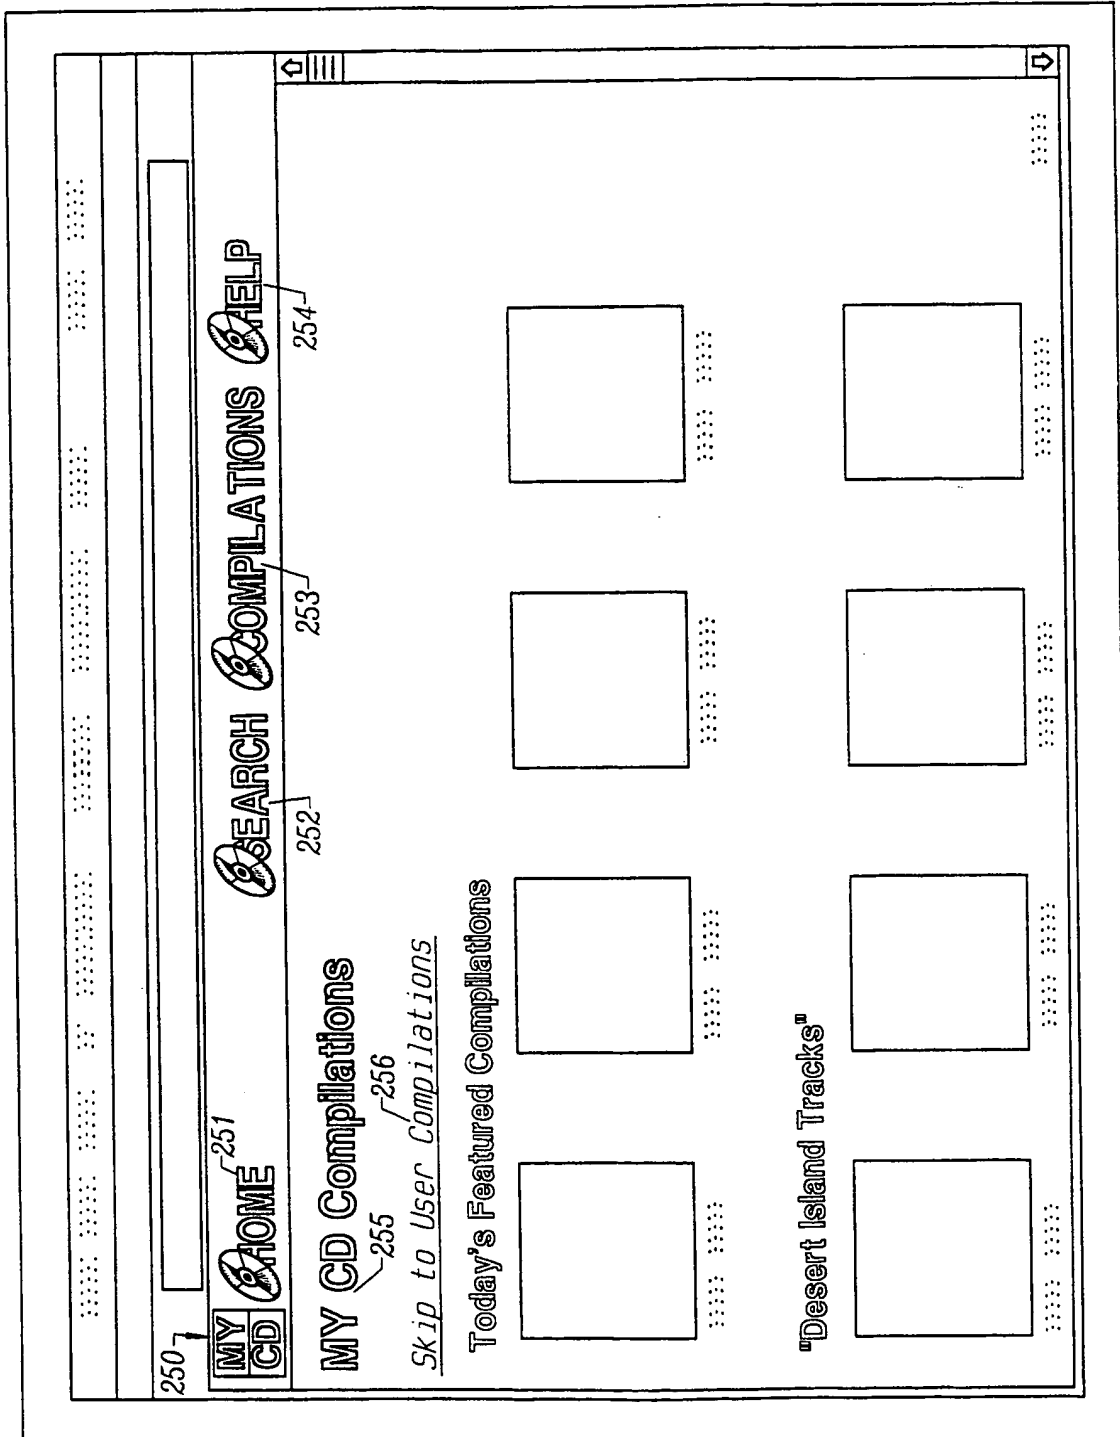 250
MY
CD
HOME
251
SEARCH
252
COMPILATIONS
253
HELP
254
MY CD Compilations
255
Skip to User Compilations
256
Today's Featured Compilations
"Desert Island Tracks"